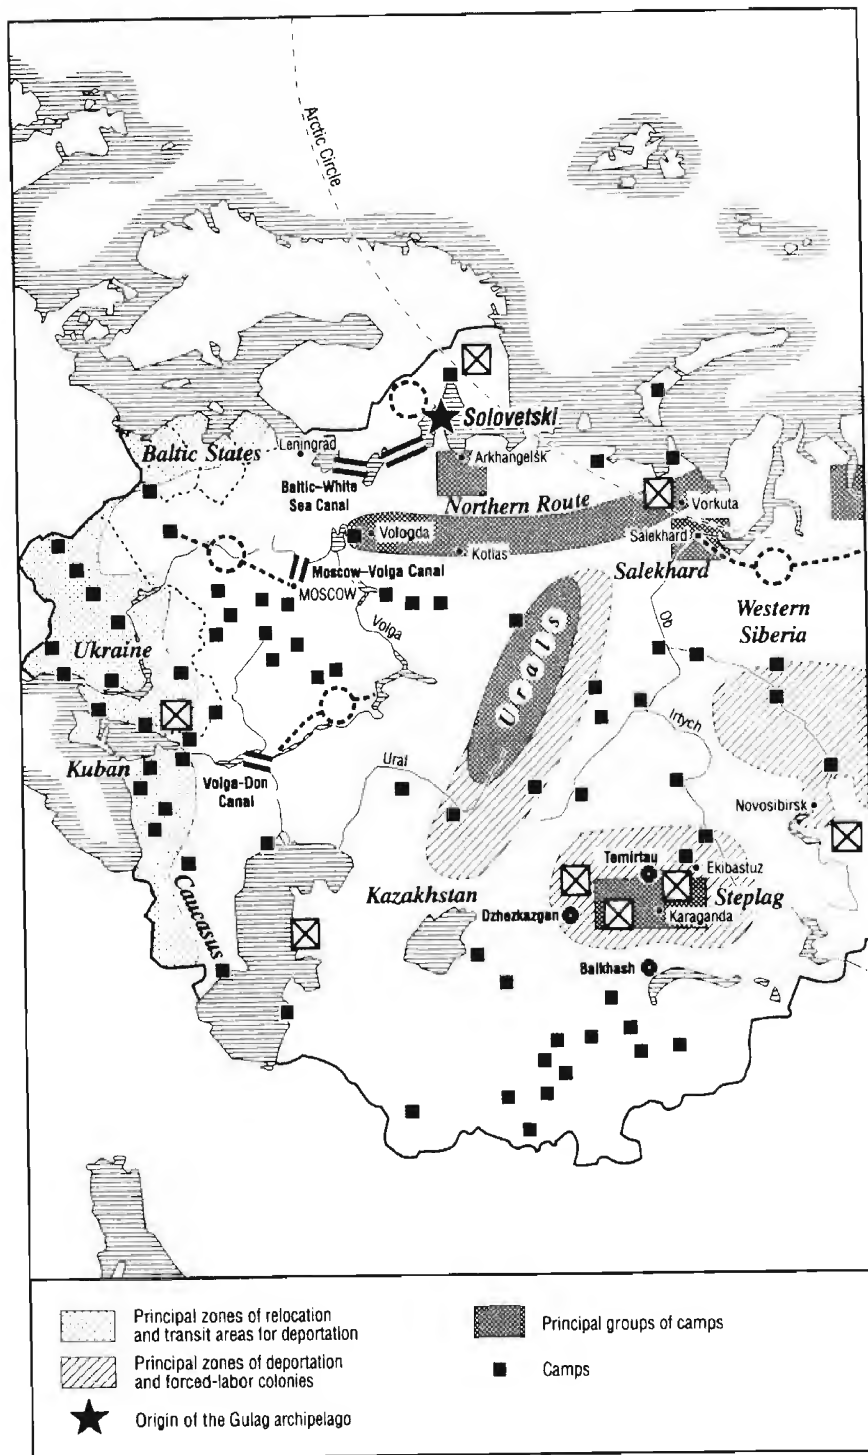 Arctic Circle
Solovetski
Baltic States
Leningrad
Arkhangelsk
Baltic–White
Sea Canal
Northern Route
Vorkuta
Vologda
Salekhard
Kotlas
Moscow-Volga Canal
Salekhard
MOSCOW
Ob
Western
Siberia
Volga
Ukraine
Urals
Irtych
Kuban
Ural
Volga-Don
Canal
Novosibirsk
Temirtau
Ekibastuz
Kazakhstan
Steplag
Caucasus
Dzhezkazgan
Karaganda
Balkhash
Principal zones of relocation
and transit areas for deportation
Principal groups of camps
Principal zones of deportation
and forced-labor colonies
Camps
Origin of the Gulag archipelago